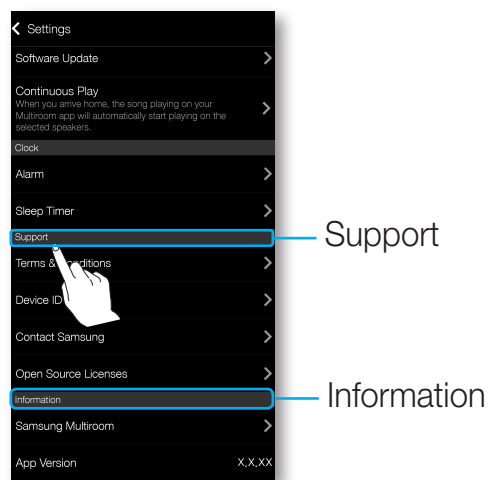 Settings
Software Update
Continuous Play
When you arrive home, the song playing on your
Multiroom app will automatically start playing on the
selected speakers.
Clock
Alarm
Sleep Timer
Support
Support
Terms & Conditions
Device ID
Contact Samsung
Open Source Licenses
Information
Information
Samsung Multiroom
App Version X.X.XX